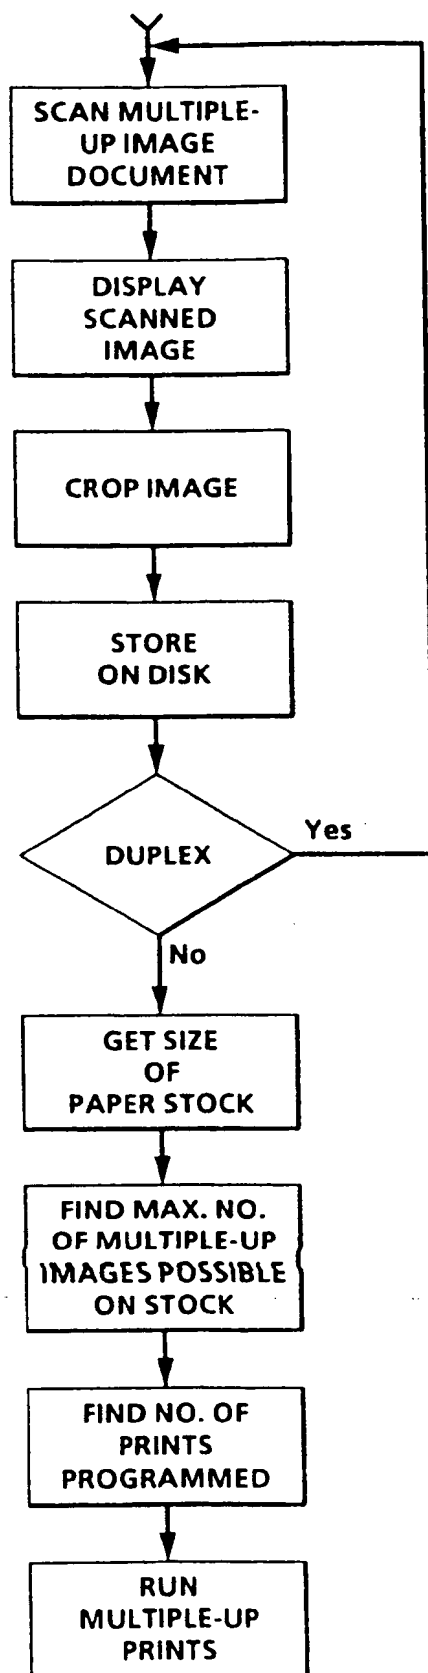 SCAN MULTIPLE-
UP IMAGE
DOCUMENT
DISPLAY
SCANNED
IMAGE
CROP IMAGE
STORE
ON DISK
DUPLEX
Yes
No
GET SIZE
OF
PAPER STOCK
FIND MAX. NO.
OF MULTIPLE-UP
IMAGES POSSIBLE
ON STOCK
FIND NO. OF
PRINTS
PROGRAMMED
RUN
MULTIPLE-UP
PRINTS